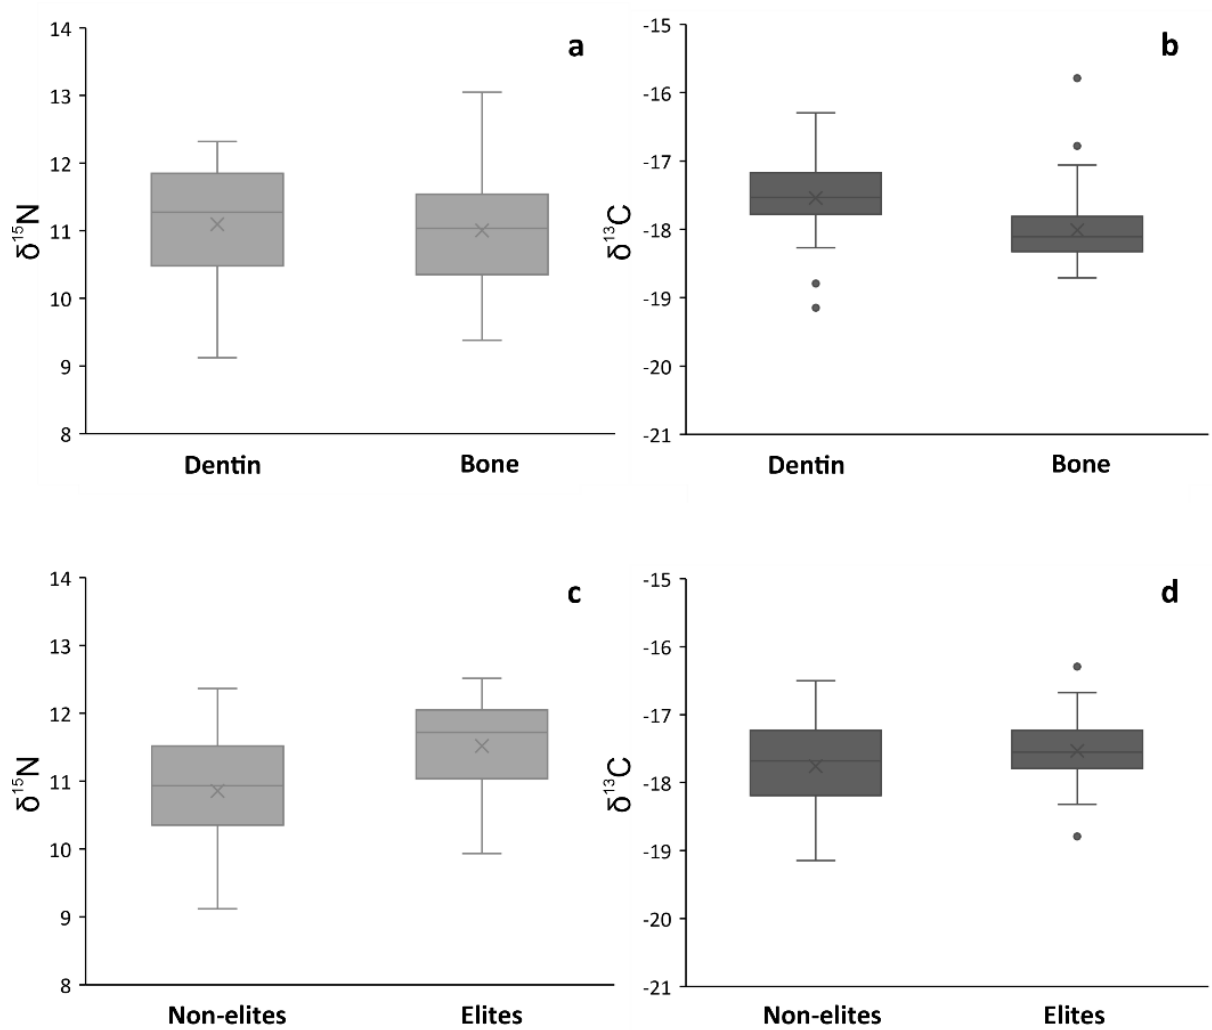 a
14
13
12
11
10
9
8
δ¹⁵N
Dentin Bone
b
-15
-16
-17
-18
-19
-20
-21
δ¹³C
Dentin Bone
c
14
13
12
11
10
9
8
δ¹⁵N
Non-elites Elites
d
-15
-16
-17
-18
-19
-20
-21
δ¹³C
Non-elites Elites